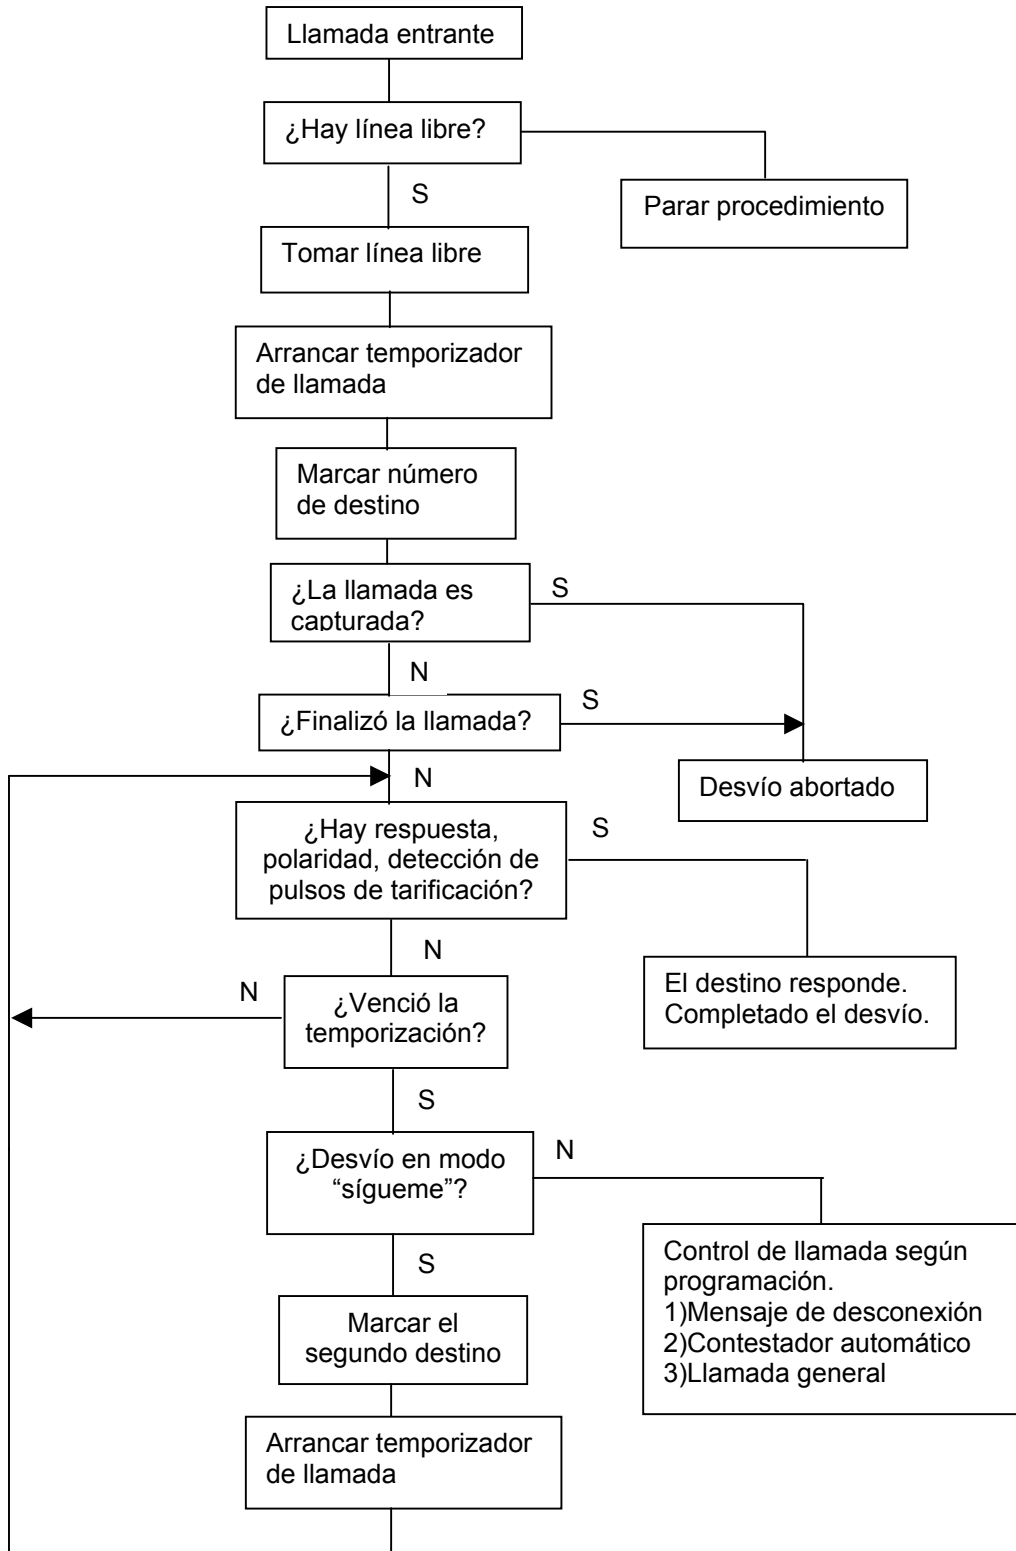 Llamada entrante
¿Hay línea libre?
S
Parar procedimiento
Tomar línea libre
Arrancar temporizador
de llamada
Marcar número
de destino
¿La llamada es
capturada?
S
N
¿Finalizó la llamada?
S
N
Desvío abortado
¿Hay respuesta,
polaridad, detección de
pulsos de tarificación?
S
N
El destino responde.
Completado el desvío.
¿Venció la
temporización?
N
S
¿Desvío en modo
“sígueme”?
N
S
Control de llamada según
programación.
1)Mensaje de desconexión
2)Contestador automático
3)Llamada general
Marcar el
segundo destino
Arrancar temporizador
de llamada